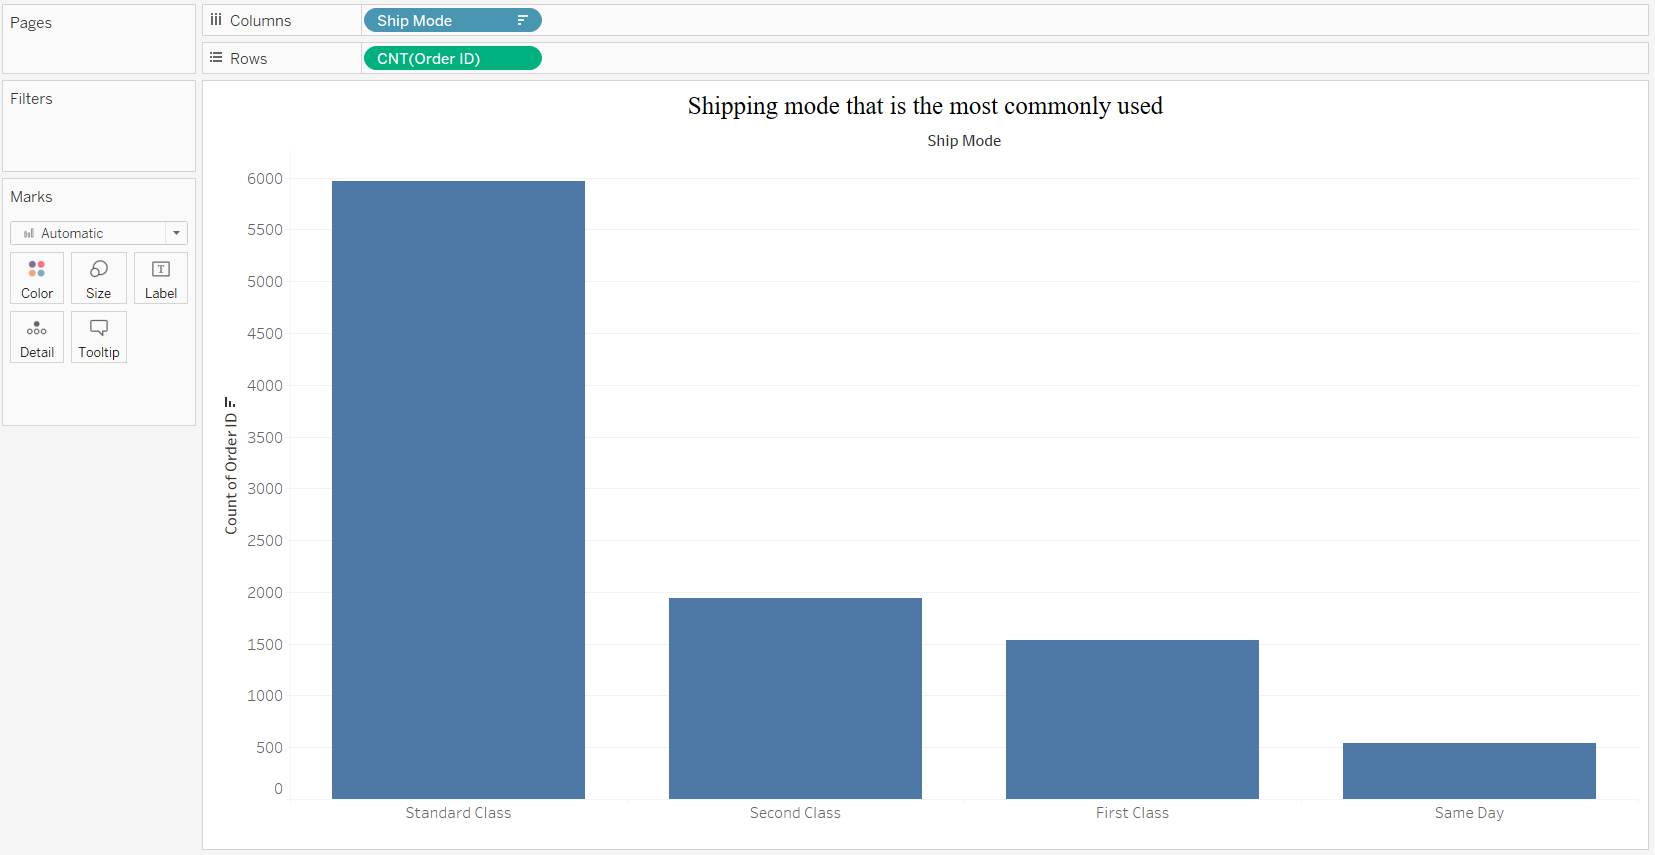 Pages
Columns
Ship Mode
Rows
CNT(Order ID)
Filters
Marks
Automatic
Color
Size
T
Label
Detail
Tooltip
Shipping mode that is the most commonly used
Ship Mode
Count of Order ID
6000
5500
5000
4500
4000
3500
3000
2500
2000
1500
1000
500
0
Standard Class
Second Class
First Class
Same Day